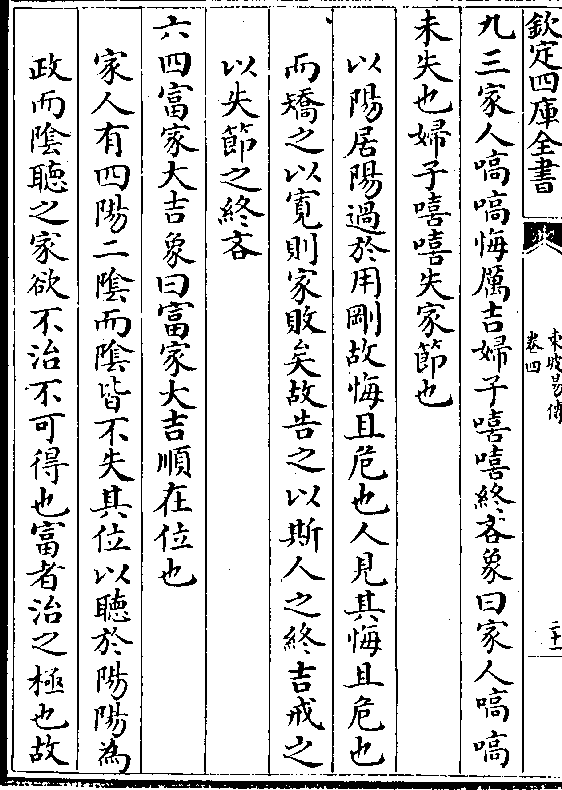 欽定四庫全書
東坡易傳
卷四
二十一
九三家人嗃嗃悔厲吉婦子嘻嘻終吝象曰家人嗃嗃
未失也婦子嘻嘻失家節也
以陽居陽過於用剛故悔且危也人見其悔且危也
而矯之以寛則家敗矣故告之以斯人之終吉戒之
以失節之終吝
六四富家大吉象曰富家大吉順在位也
家人有四陽二隂而隂皆不失其位以聽於陽陽為
政而隂聽之家欲不治不可得也富者治之極也故